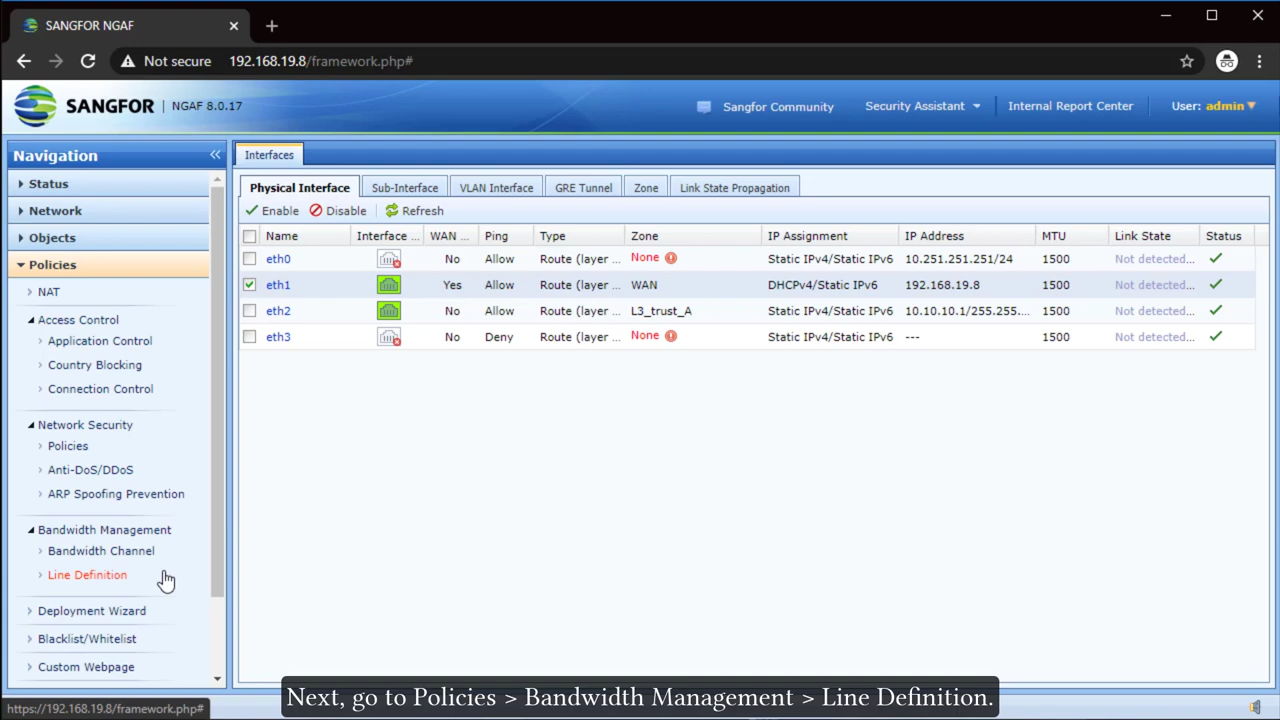 SANGFOR NGAF
Not secure 192.168.19.8/framework.php#
SANGFOR | NGAF 8.0.17
Sangfor Community Security Assistant Internal Report Center User: admin
Navigation
Status
Network
Objects
Policies
NAT
Access Control
Application Control
Country Blocking
Connection Control
Network Security
Policies
Anti-DoS/DDoS
ARP Spoofing Prevention
Bandwidth Management
Bandwidth Channel
Line Definition
Deployment Wizard
Blacklist/Whitelist
Custom Webpage
Interfaces
Physical Interface Sub-Interface VLAN Interface GRE Tunnel Zone Link State Propagation
Enable Disable Refresh
Name Interface ... WAN ... Ping Type Zone IP Assignment IP Address MTU Link State Status
eth0 No Allow Route (layer ... None Static IPv4/Static IPv6 10.251.251.251/24 1500 Not detected...
eth1 Yes Allow Route (layer ... WAN DHCPv4/Static IPv6 192.168.19.8 1500 Not detected...
eth2 No Allow Route (layer ... L3_trust_A Static IPv4/Static IPv6 10.10.10.1/255.255.... 1500 Not detected...
eth3 No Deny Route (layer ... None Static IPv4/Static IPv6 --- 1500 Not detected...
Next, go to Policies > Bandwidth Management > Line Definition.
https://192.168.19.8/framework.php#